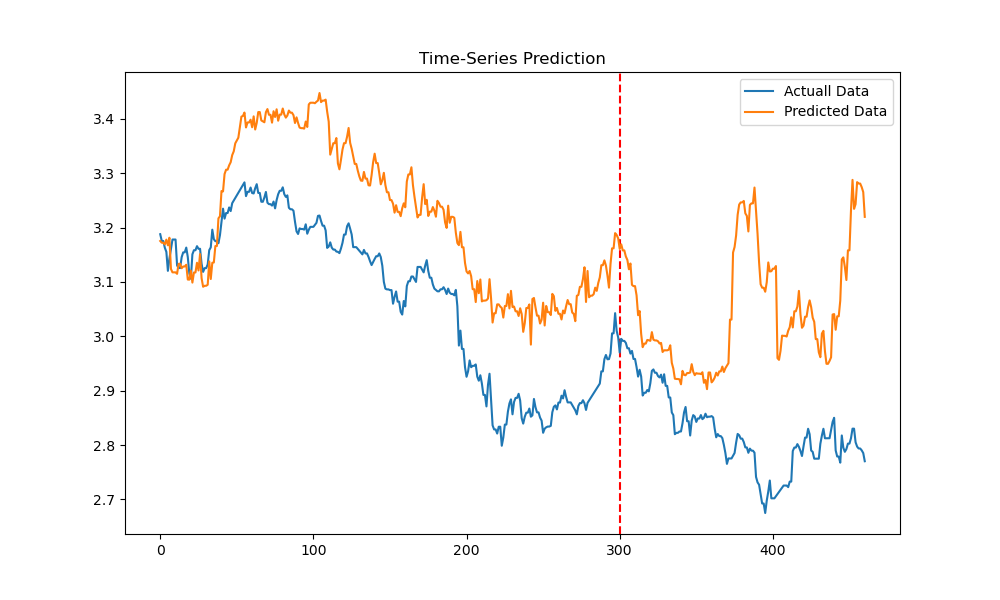 Time-Series Prediction
Actuall Data
Predicted Data
3.4
3.3
3.2
3.1
3.0
2.9
2.8
2.7
0 100 200 300 400